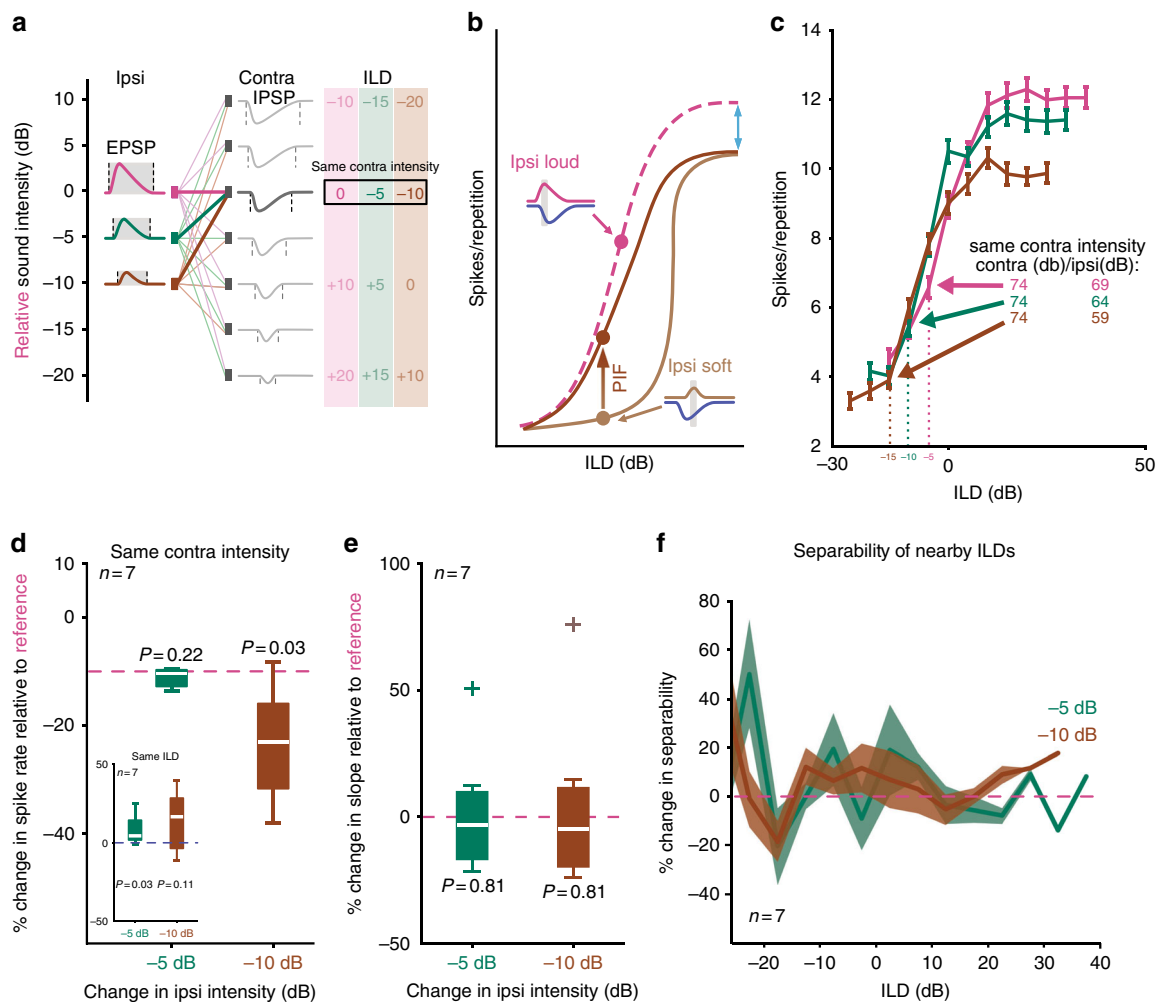 a
Ipsi
Contra
IPSP
ILD
EPSP
Relative sound intensity (dB)
10
5
0
−5
−10
−15
−20
−10 −15 −20
Same contra intensity
0 −5 −10
+10 +5 0
+20 +15 +10
b
Spikes/repetition
Ipsi loud
PIF
Ipsi soft
ILD (dB)
c
Spikes/repetition
14
12
10
8
6
4
2
same contra intensity
contra (db)/ipsi(dB):
74 69
74 64
74 59
−15 −10 −5
−30 0 50
ILD (dB)
d
Same contra intensity
n=7
% change in spike rate relative to reference
10
0
−20
−40
P=0.22
P=0.03
Same ILD
50
n=7
0
P=0.03 P=0.11
−50
−5 dB −10 dB
−5 dB −10 dB
Change in ipsi intensity (dB)
e
n=7
% change in slope relative to reference
100
50
0
−50
P=0.81
P=0.81
−5 dB −10 dB
Change in ipsi intensity (dB)
f
Separability of nearby ILDs
% change in separability
80
60
40
20
0
−20
−40
−5 dB
−10 dB
n=7
−20 −10 0 10 20 30 40
ILD (dB)